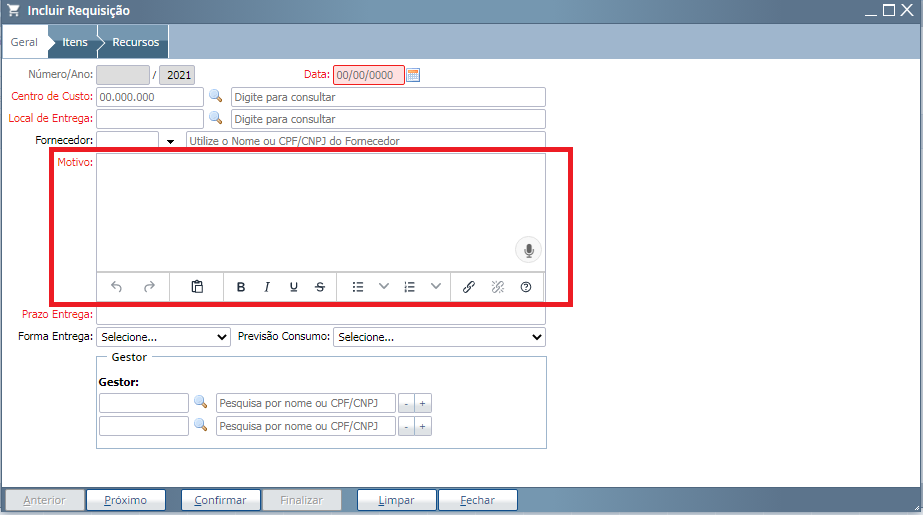 Incluir Requisição
Geral Itens Recursos
Número/Ano: / 2021 Data: 00/00/0000
Centro de Custo: 00.000.000 Digite para consultar
Local de Entrega: Digite para consultar
Fornecedor: Utilize o Nome ou CPF/CNPJ do Fornecedor
Motivo:
B I U S
Prazo Entrega:
Forma Entrega: Selecione... Previsão Consumo: Selecione...
Gestor
Gestor:
Pesquisa por nome ou CPF/CNPJ - +
Pesquisa por nome ou CPF/CNPJ - +
Anterior Próximo Confirmar Finalizar Limpar Fechar